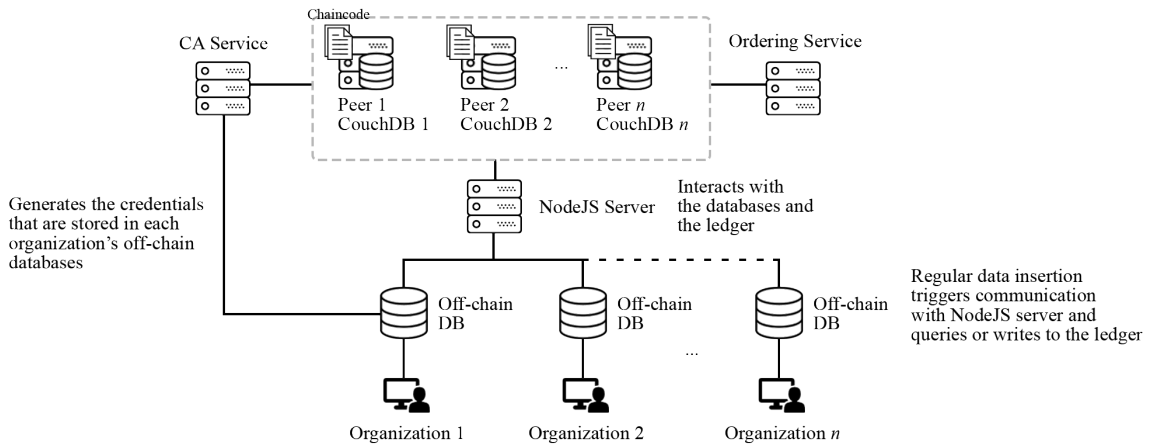 Chaincode
CA Service
Ordering Service
...
Peer 1
CouchDB 1
Peer 2
CouchDB 2
Peer n
CouchDB n
Generates the credentials
that are stored in each
organization's off-chain
databases
NodeJS Server
Interacts with
the databases and
the ledger
Off-chain
DB
Off-chain
DB
Off-chain
DB
Regular data insertion
triggers communication
with NodeJS server and
queries or writes to the ledger
...
Organization 1
Organization 2
Organization n